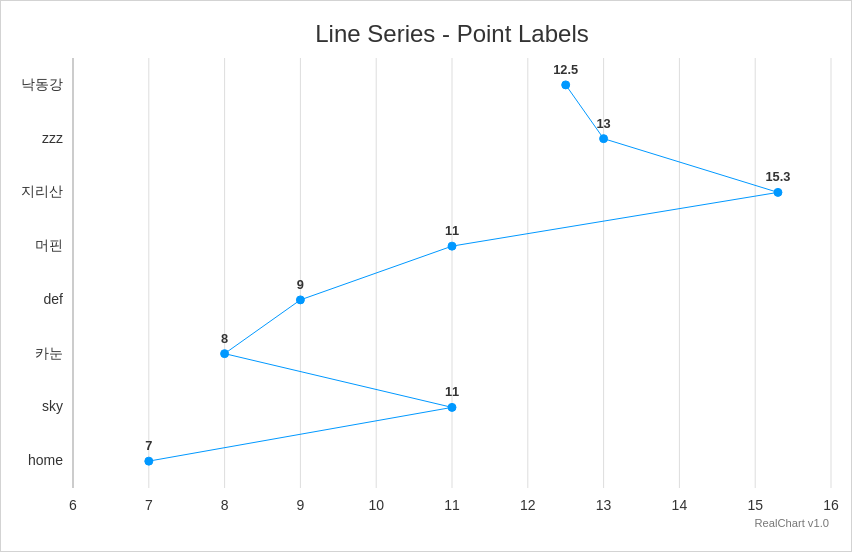 Line Series - Point Labels
낙동강
12.5
zzz
13
지리산
15.3
머핀
11
def
9
카눈
8
sky
11
home
7
6 7 8 9 10 11 12 13 14 15 16
RealChart v1.0